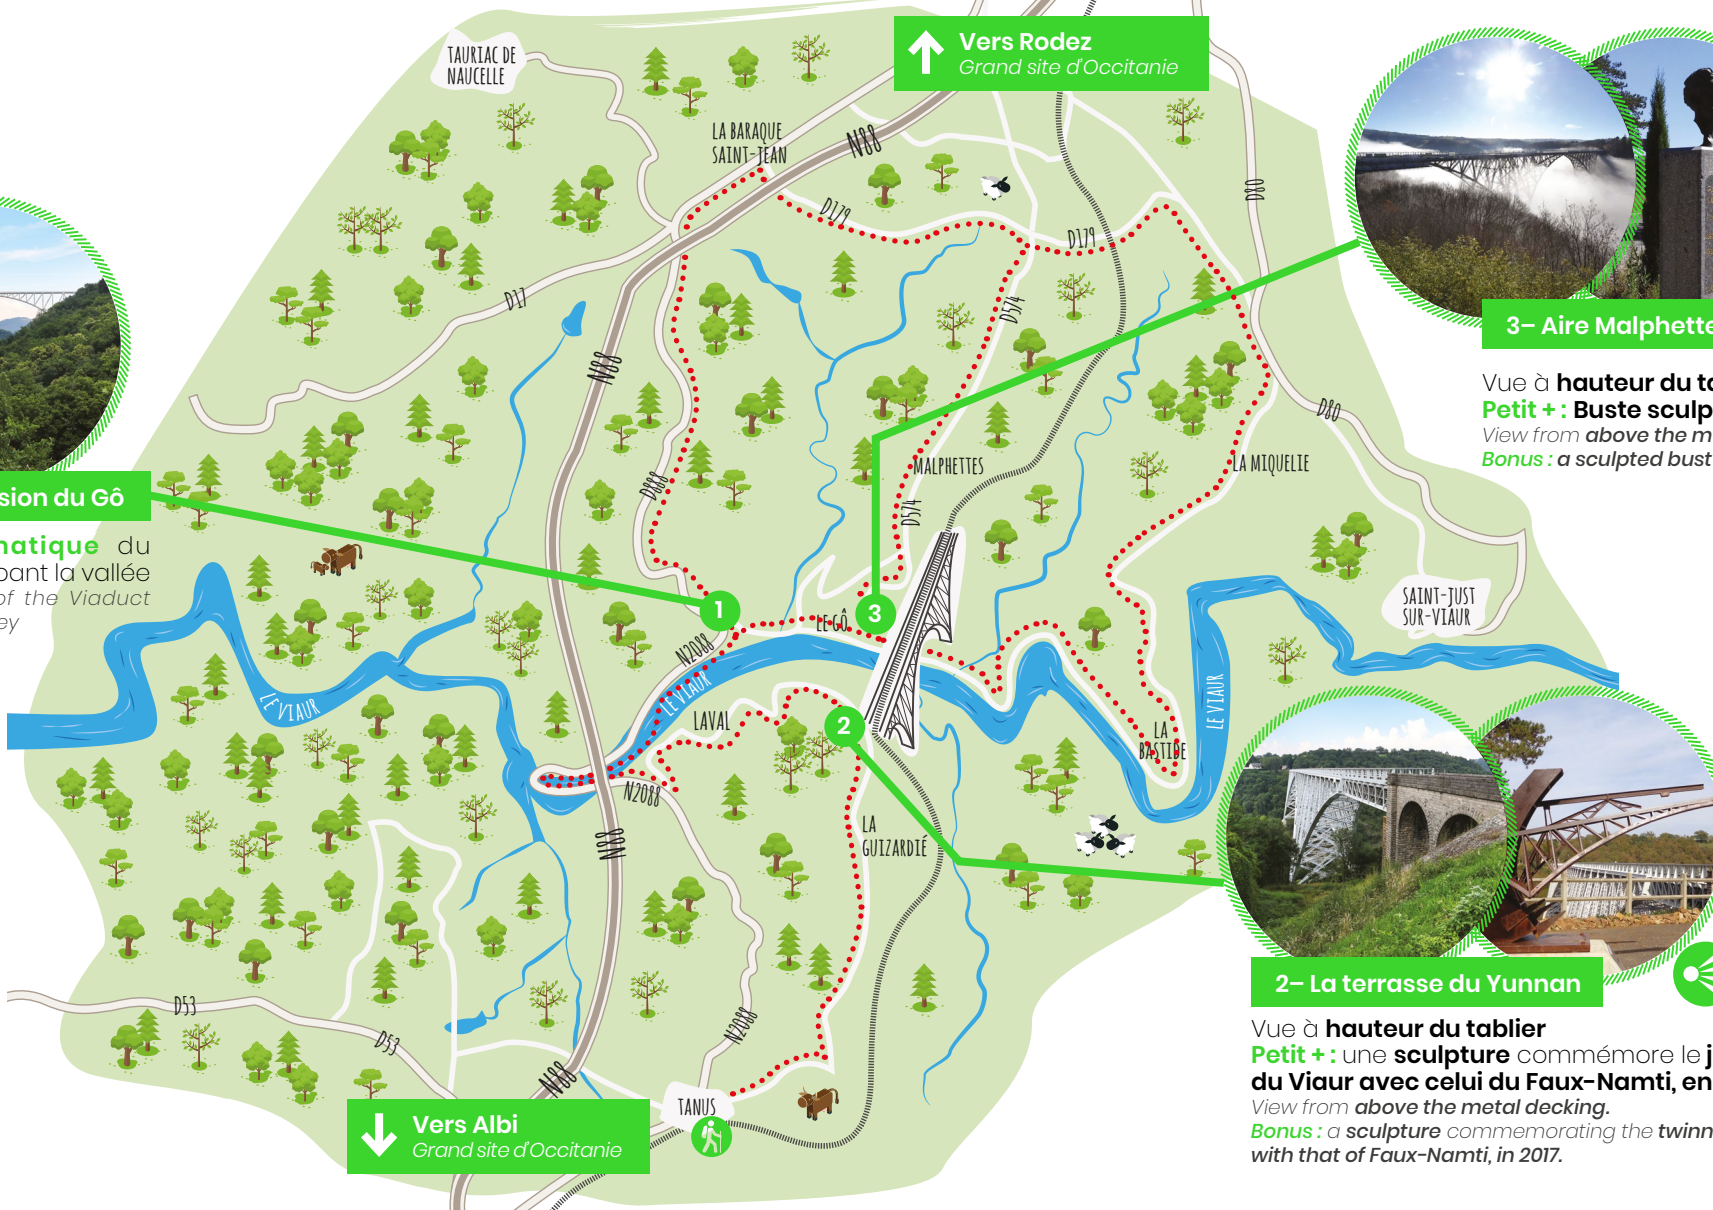 TAURIAC DE
NAUCELLE
Vers Rodez
Grand site d'Occitanie
LA BARAQUE
SAINT-JEAN
N88
D80
D179
D179
D17
D574
N88
3– Aire Malphette
Vue à hauteur du ta
Petit + : Buste sculp
View from above the m
Bonus : a sculpted bust
D80
MALPHETTES
LA MIQUELIE
D888
D574
sion du Gô
natique du
pant la vallée
of the Viaduct
ey
SAINT-JUST
SUR-VIAUR
1
LE GÔ
3
N2088
LE VIAUR
LE VIAUR
LE VIAUR
LAVAL
2
LA
BASTIDE
N2088
N88
LA
GUIZARDIÉ
2– La terrasse du Yunnan
Vue à hauteur du tablier
Petit + : une sculpture commémore le j
du Viaur avec celui du Faux-Namti, en
View from above the metal decking.
Bonus : a sculpture commemorating the twinn
with that of Faux-Namti, in 2017.
D53
D53
N2088
N88
TANUS
Vers Albi
Grand site d'Occitanie